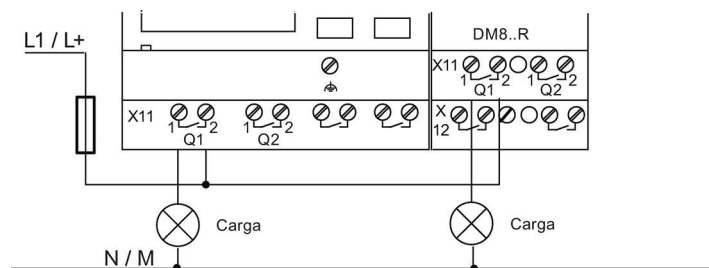 DM8..R
L1 / L+
X11
1 2 1 2
Q1 Q2
X11
1 2 1 2
Q1 Q2
X
12
Carga
Carga
N / M